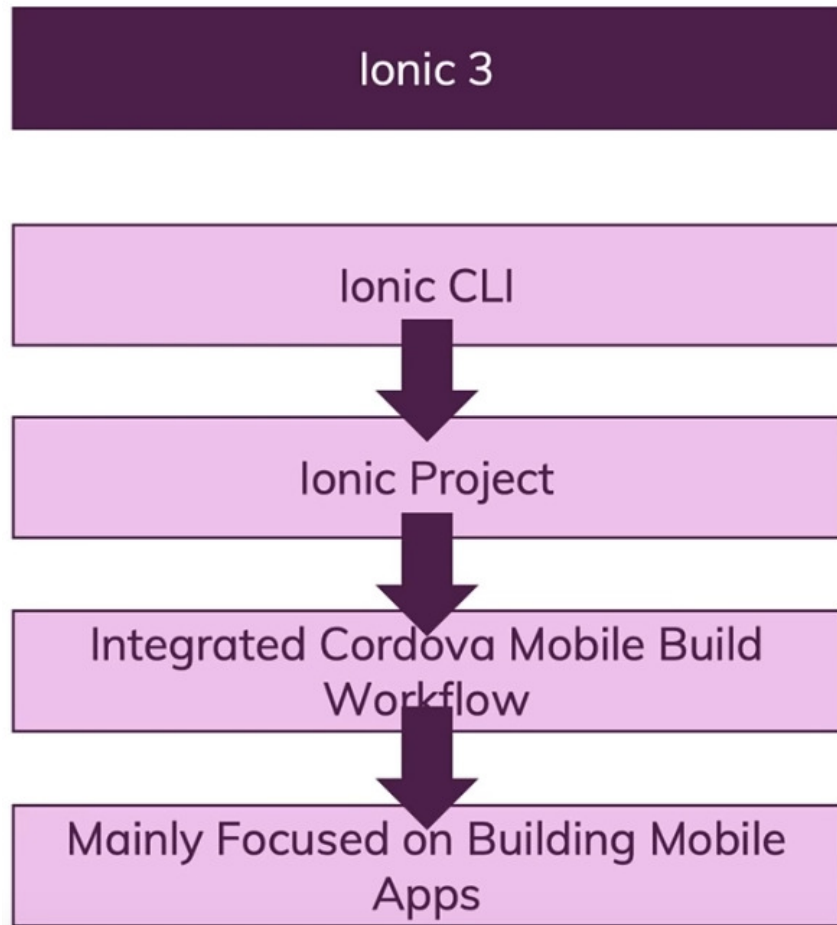 Ionic 3
Ionic CLI
Ionic Project
Integrated Cordova Mobile Build
Workflow
Mainly Focused on Building Mobile
Apps